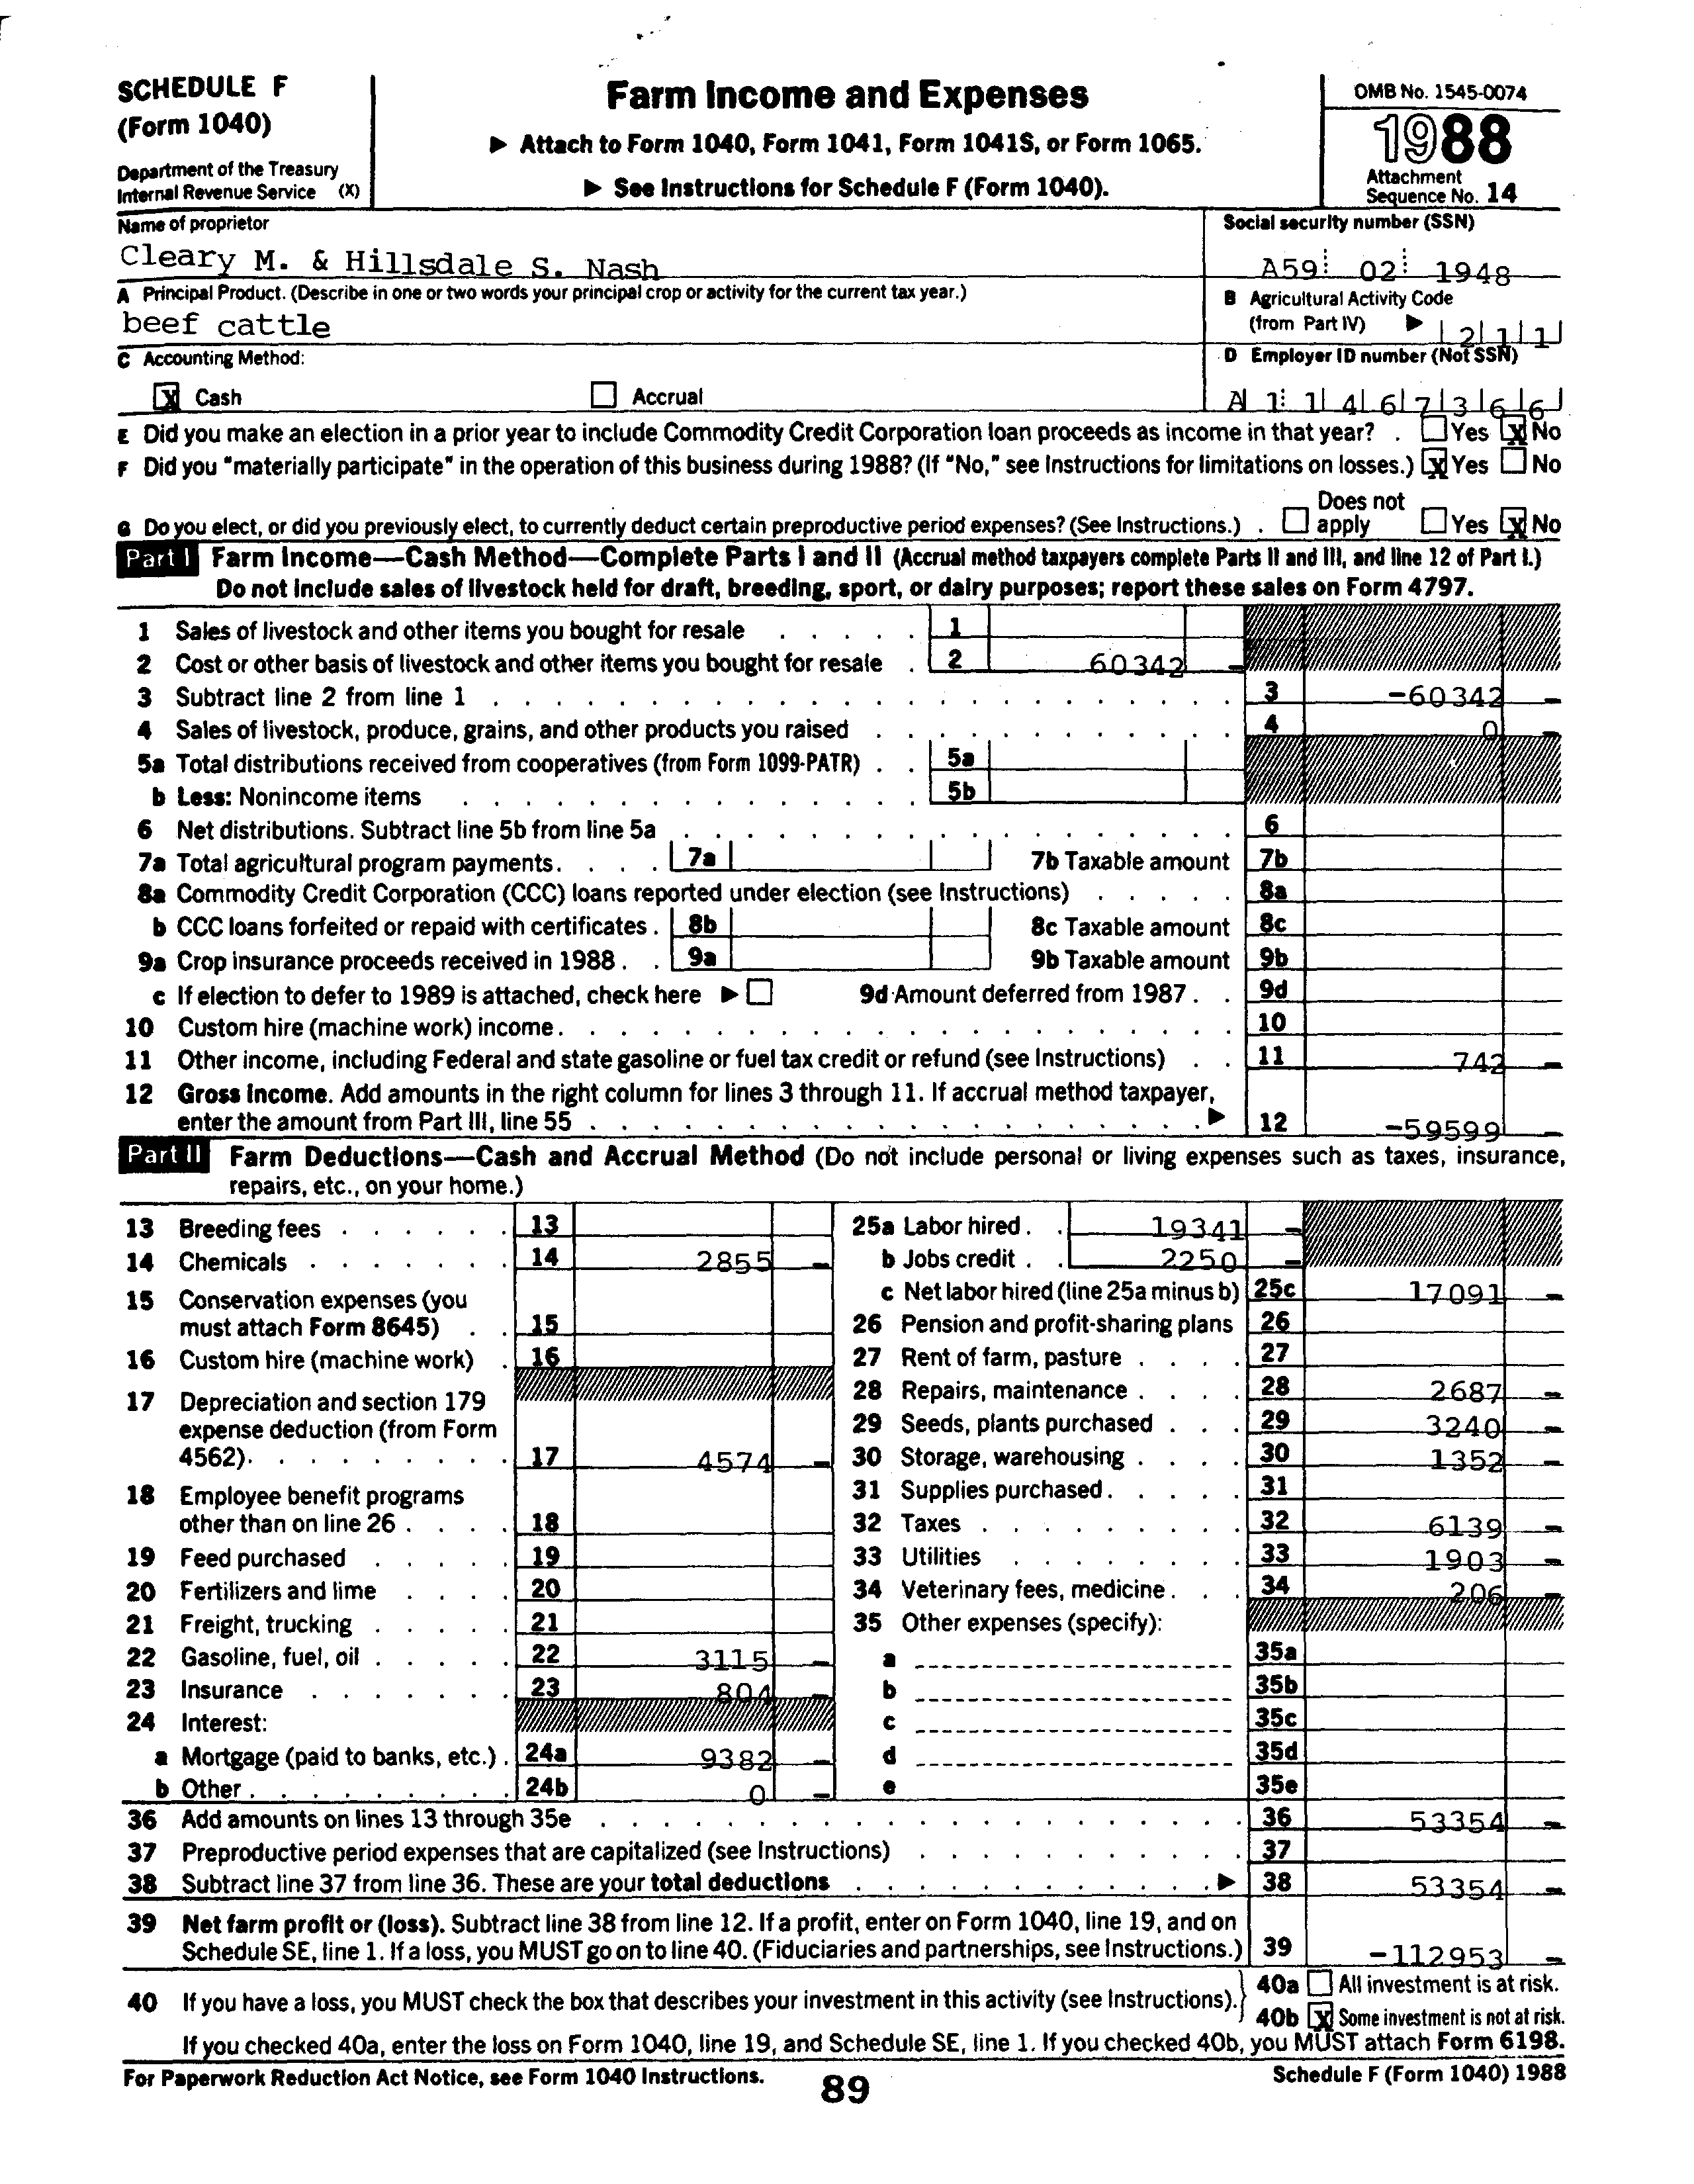 SCHEDULE F
(Form 1040)
Department of the Treasury
Internal Revenue Service (X)
Farm Income and Expenses
▶ Attach to Form 1040, Form 1041, Form 1041S, or Form 1065.
▶ See Instructions for Schedule F (Form 1040).
OMB No. 1545-0074
1988
Attachment
Sequence No. 14
Name of proprietor
Cleary M. & Hillsdale S. Nash
Social security number (SSN)
A59 02 1948
A Principal Product. (Describe in one or two words your principal crop or activity for the current tax year.)
beef cattle
B Agricultural Activity Code
(from Part IV) ▶ 2 1 1
C Accounting Method:
X Cash Accrual
D Employer ID number (Not SSN)
A 1 1 4 6 7 3 6 6
E Did you make an election in a prior year to include Commodity Credit Corporation loan proceeds as income in that year? . Yes X No
F Did you "materially participate" in the operation of this business during 1988? (If "No," see Instructions for limitations on losses.) X Yes No
G Do you elect, or did you previously elect, to currently deduct certain preproductive period expenses? (See Instructions.) . Does not apply Yes X No
Part I Farm Income—Cash Method—Complete Parts I and II (Accrual method taxpayers complete Parts II and III, and line 12 of Part I.)
Do not include sales of livestock held for draft, breeding, sport, or dairy purposes; report these sales on Form 4797.
1 Sales of livestock and other items you bought for resale . . . . . 1
2 Cost or other basis of livestock and other items you bought for resale . 2 60342 –
3 Subtract line 2 from line 1 . . . . . 3 -60342 –
4 Sales of livestock, produce, grains, and other products you raised . . . . . 4 0 –
5a Total distributions received from cooperatives (from Form 1099-PATR) . . 5a
b Less: Nonincome items . . . . . 5b
6 Net distributions. Subtract line 5b from line 5a . . . . . 6
7a Total agricultural program payments. . . . . 7a 7b Taxable amount 7b
8a Commodity Credit Corporation (CCC) loans reported under election (see Instructions) . . . . . 8a
b CCC loans forfeited or repaid with certificates . 8b 8c Taxable amount 8c
9a Crop insurance proceeds received in 1988 . . 9a 9b Taxable amount 9b
c If election to defer to 1989 is attached, check here ▶ 9d Amount deferred from 1987 . . 9d
10 Custom hire (machine work) income . . . . . 10
11 Other income, including Federal and state gasoline or fuel tax credit or refund (see Instructions) . . 11 742 –
12 Gross income. Add amounts in the right column for lines 3 through 11. If accrual method taxpayer,
enter the amount from Part III, line 55 . . . . . ▶ 12 -59599 –
Part II Farm Deductions—Cash and Accrual Method (Do not include personal or living expenses such as taxes, insurance,
repairs, etc., on your home.)
13 Breeding fees . . . . . . 13
14 Chemicals . . . . . . . 14 2855 –
15 Conservation expenses (you
must attach Form 8645) . . 15
16 Custom hire (machine work) . 16
17 Depreciation and section 179
expense deduction (from Form
4562). . . . . . . . . 17 4574 –
18 Employee benefit programs
other than on line 26 . . . . 18
19 Feed purchased . . . . . 19
20 Fertilizers and lime . . . . 20
21 Freight, trucking . . . . . 21
22 Gasoline, fuel, oil . . . . . 22 3115 –
23 Insurance . . . . . . . 23 804 –
24 Interest:
a Mortgage (paid to banks, etc.) . 24a 9382 –
b Other . . . . . . . . . 24b 0 –
25a Labor hired . . 19341 –
b Jobs credit . . 2250 –
c Net labor hired (line 25a minus b) 25c 17091 –
26 Pension and profit-sharing plans 26
27 Rent of farm, pasture . . . . 27
28 Repairs, maintenance . . . . 28 2687 –
29 Seeds, plants purchased . . . 29 3240 –
30 Storage, warehousing . . . . 30 1352 –
31 Supplies purchased . . . . . 31
32 Taxes . . . . . . . . . 32 6139 –
33 Utilities . . . . . . . . 33 1903 –
34 Veterinary fees, medicine . . . 34 206 –
35 Other expenses (specify):
a 35a
b 35b
c 35c
d 35d
e 35e
36 Add amounts on lines 13 through 35e . . . . . 36 53354 –
37 Preproductive period expenses that are capitalized (see Instructions) . . . . . 37
38 Subtract line 37 from line 36. These are your total deductions . . . . . ▶ 38 53354 –
39 Net farm profit or (loss). Subtract line 38 from line 12. If a profit, enter on Form 1040, line 19, and on
Schedule SE, line 1. If a loss, you MUST go on to line 40. (Fiduciaries and partnerships, see Instructions.) 39 -112953 –
40 If you have a loss, you MUST check the box that describes your investment in this activity (see Instructions).
40a All investment is at risk.
40b X Some investment is not at risk.
If you checked 40a, enter the loss on Form 1040, line 19, and Schedule SE, line 1. If you checked 40b, you MUST attach Form 6198.
For Paperwork Reduction Act Notice, see Form 1040 Instructions.
89
Schedule F (Form 1040) 1988